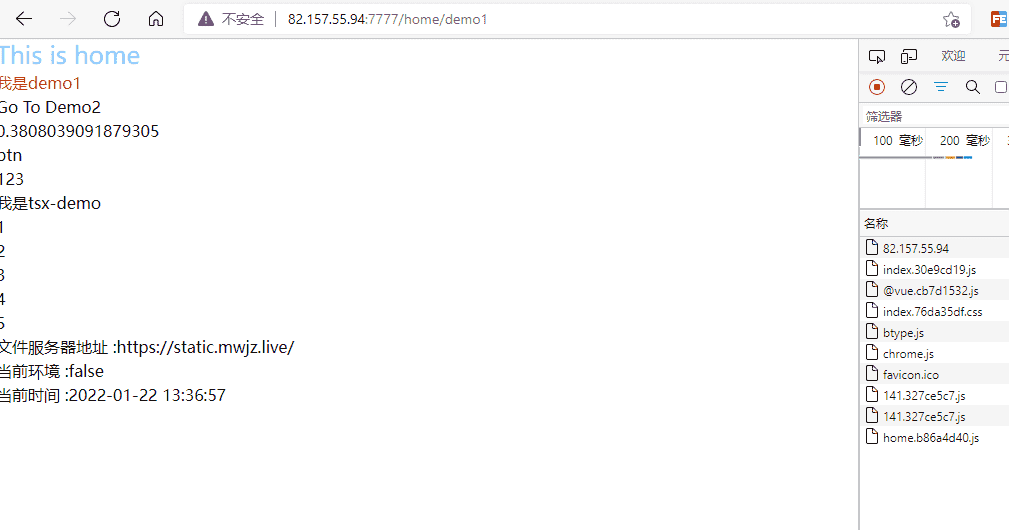 不安全 82.157.55.94:7777/home/demo1
This is home
我是demo1
Go To Demo2
0.3808039091879305
btn
123
我是tsx-demo
1
2
3
4
5
文件服务器地址 :https://static.mwjz.live/
当前环境 :false
当前时间 :2022-01-22 13:36:57
欢迎 元
筛选器
100 毫秒 200 毫秒
名称
82.157.55.94
index.30e9cd19.js
@vue.cb7d1532.js
index.76da35df.css
btype.js
chrome.js
favicon.ico
141.327ce5c7.js
141.327ce5c7.js
home.b86a4d40.js